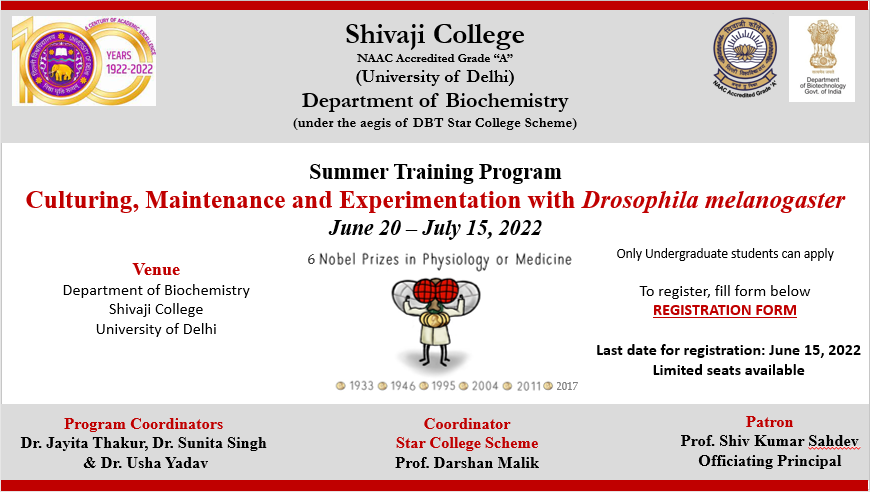 A CENTURY OF ACADEMIC EXCELLENCE
YEARS
1922-2022
Shivaji College
NAAC Accredited Grade “A”
(University of Delhi)
Department of Biochemistry
(under the aegis of DBT Star College Scheme)
NAAC Accredited Grade 'A'
Department
of Biotechnology
Govt. of India
Summer Training Program
Culturing, Maintenance and Experimentation with Drosophila melanogaster
June 20 – July 15, 2022
Venue
Department of Biochemistry
Shivaji College
University of Delhi
6 Nobel Prizes in Physiology or Medicine
1933 1946 1995 2004 2011 2017
Only Undergraduate students can apply
To register, fill form below
REGISTRATION FORM
Last date for registration: June 15, 2022
Limited seats available
Program Coordinators
Dr. Jayita Thakur, Dr. Sunita Singh
& Dr. Usha Yadav
Coordinator
Star College Scheme
Prof. Darshan Malik
Patron
Prof. Shiv Kumar Sahdev
Officiating Principal